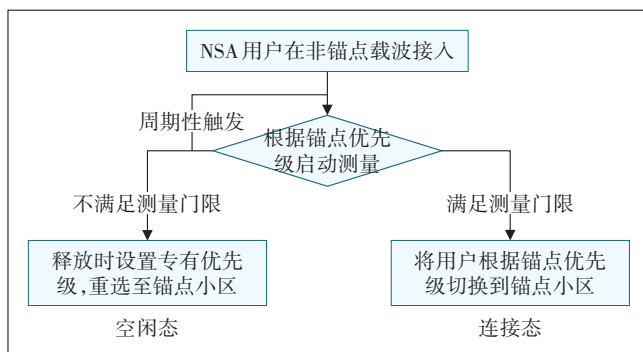 NSA用户在非锚点载波接入
周期性触发
根据锚点优先
级启动测量
不满足测量门限
满足测量门限
释放时设置专有优先
级,重选至锚点小区
将用户根据锚点优先
级切换到锚点小区
空闲态
连接态